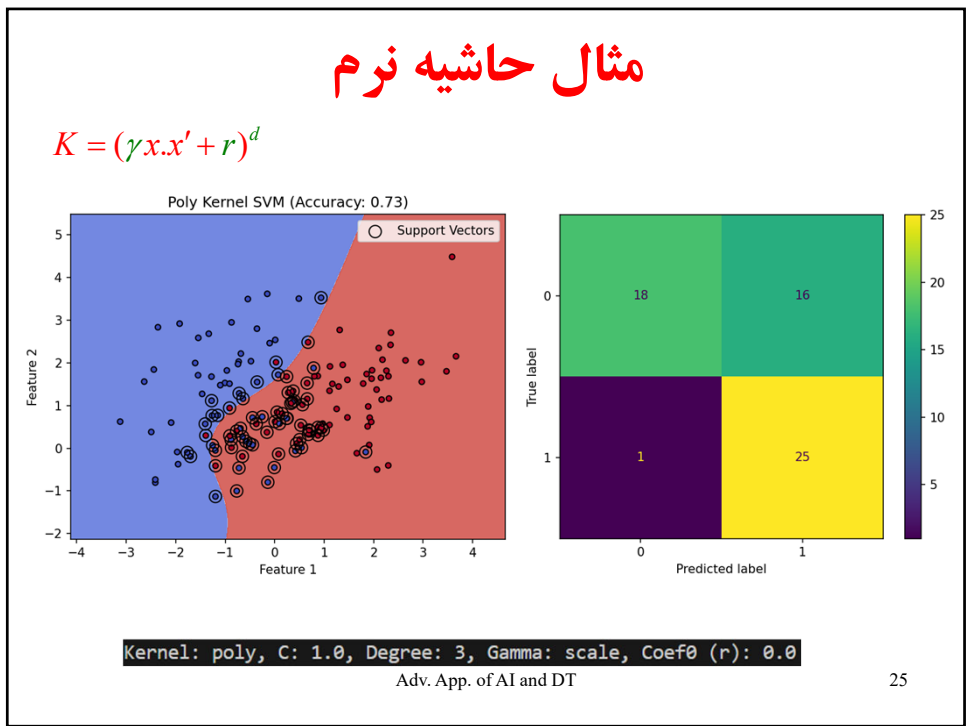 مثال حاشیه نرم
K = (γ x.x′ + r)^d
Poly Kernel SVM (Accuracy: 0.73)
Support Vectors
5
4
3
2
1
0
−1
−2
Feature 2
−4 −3 −2 −1 0 1 2 3 4
Feature 1
18 16
1 25
0
1
True label
0 1
Predicted label
25
20
15
10
5
Kernel: poly, C: 1.0, Degree: 3, Gamma: scale, Coef0 (r): 0.0
Adv. App. of AI and DT
25